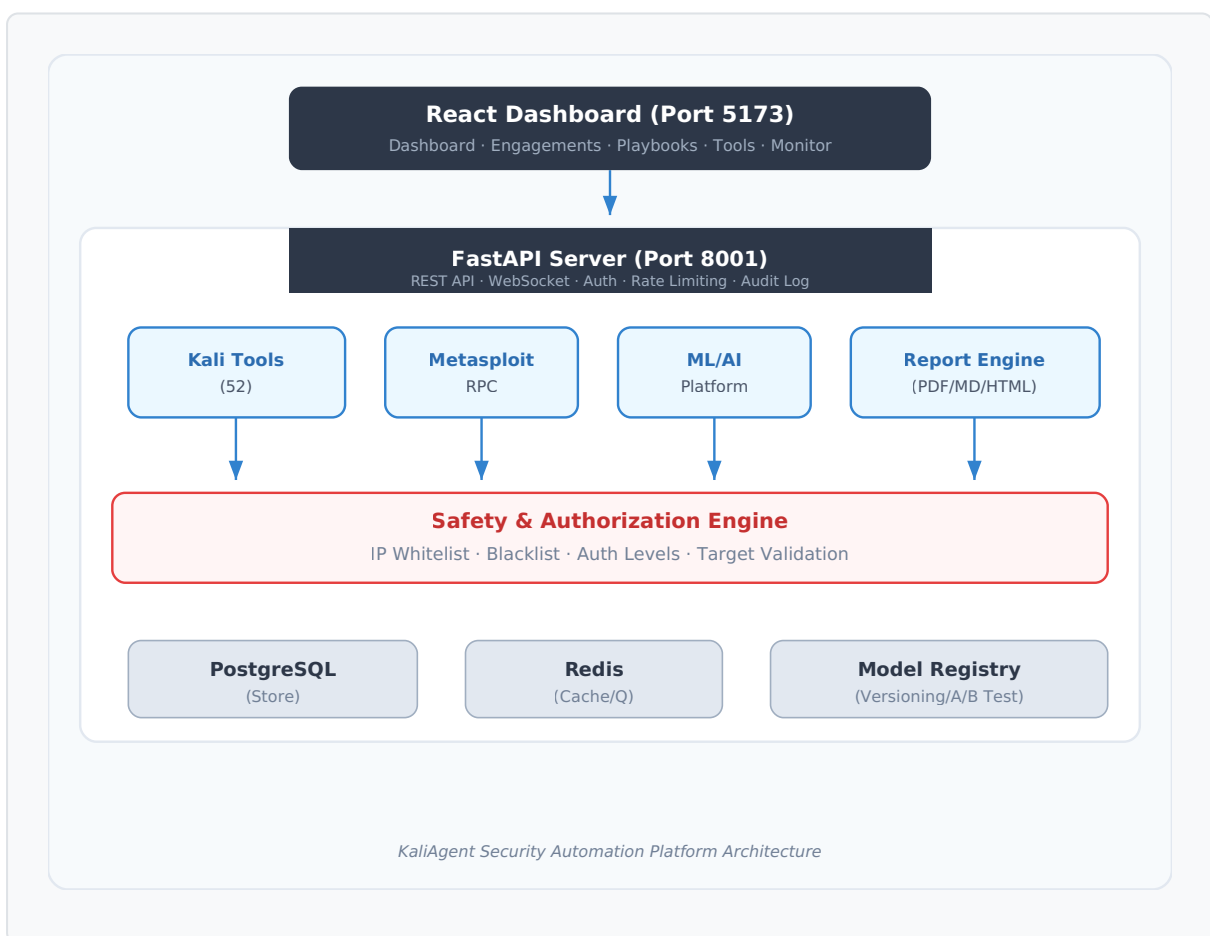 React Dashboard (Port 5173)
Dashboard · Engagements · Playbooks · Tools · Monitor
FastAPI Server (Port 8001)
REST API · WebSocket · Auth · Rate Limiting · Audit Log
Kali Tools
(52)
Metasploit
RPC
ML/AI
Platform
Report Engine
(PDF/MD/HTML)
Safety & Authorization Engine
IP Whitelist · Blacklist · Auth Levels · Target Validation
PostgreSQL
(Store)
Redis
(Cache/Q)
Model Registry
(Versioning/A/B Test)
KaliAgent Security Automation Platform Architecture